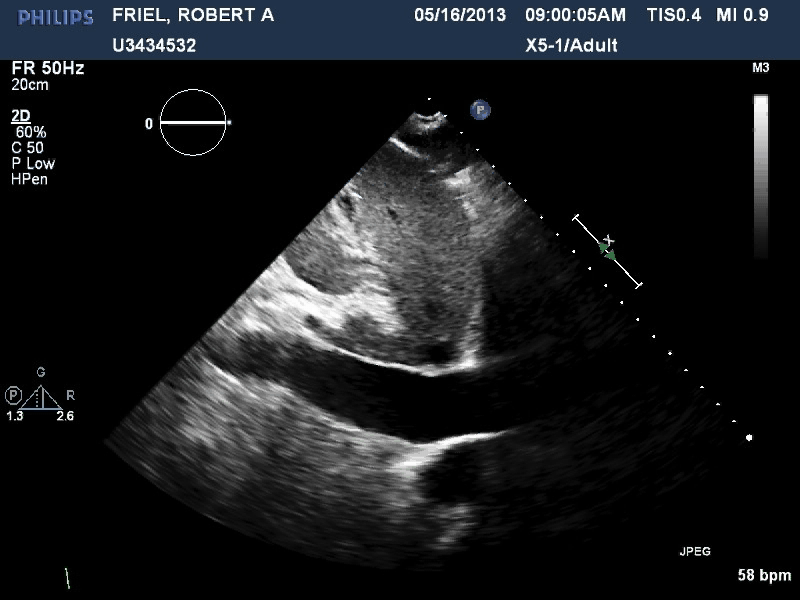 PHILIPS
FRIEL, ROBERT A
05/16/2013 09:00:05AM TIS0.4 MI 0.9
U3434532
X5-1/Adult
FR 50Hz
20cm
M3
2D
60%
C 50
P Low
HPen
0
P
G
P R
1.3 2.6
JPEG
58 bpm